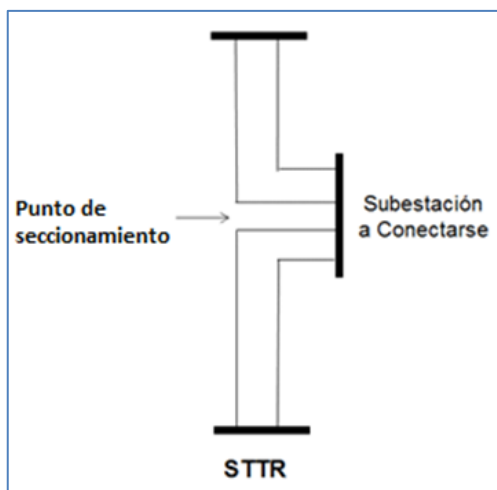 Punto de
seccionamiento
Subestación
a Conectarse
STTR